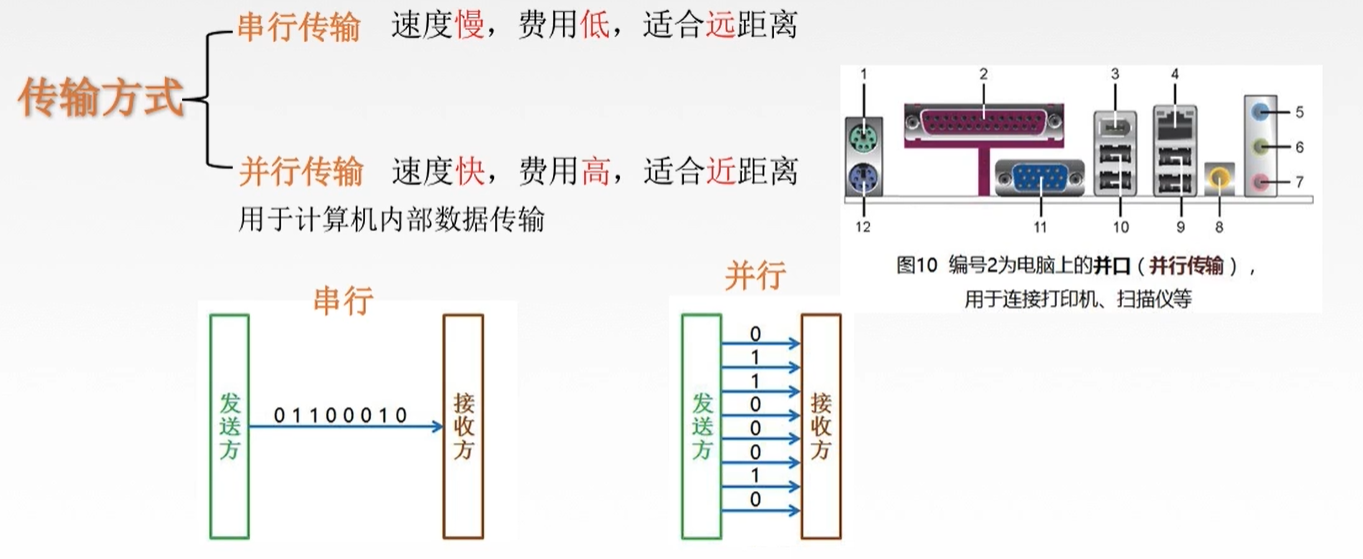 传输方式
串行传输 速度慢，费用低，适合远距离
并行传输 速度快，费用高，适合近距离
用于计算机内部数据传输
1 2 3 4
5
6
7
12 11 10 9 8
图10 编号2为电脑上的并口（并行传输），
用于连接打印机、扫描仪等
串行
发送方
01100010
接收方
并行
发送方
0
1
1
0
0
0
1
0
接收方